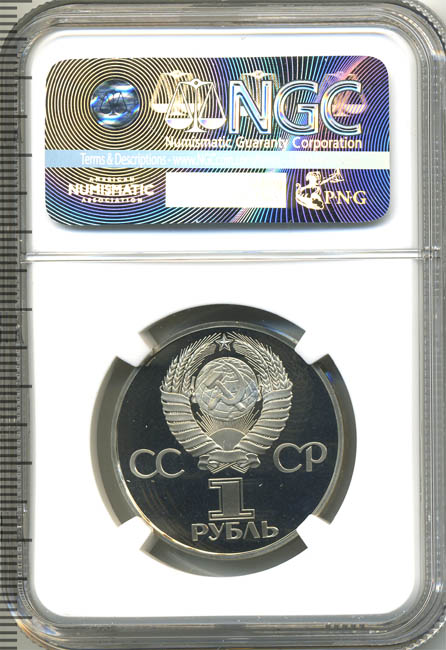 NGC
Numismatic Guaranty Corporation
Terms & Descriptions - www.NGCcoin.com
AMERICAN
NUMISMATIC
ASSOCIATION
PNG
СС СР
1
РУБЛЬ